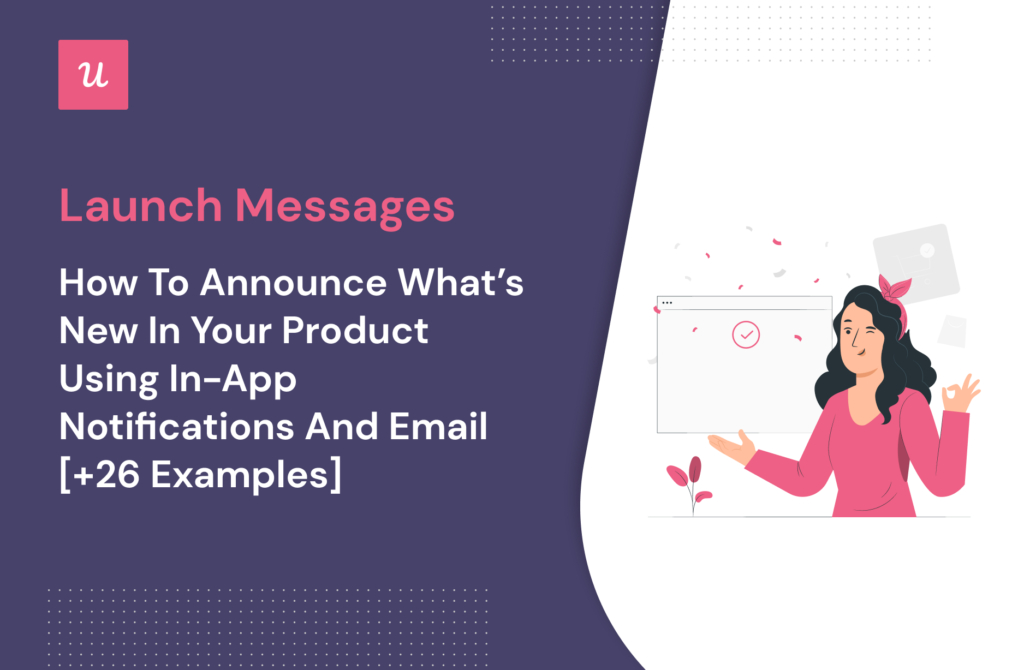 u
Launch Messages
How To Announce What’s
New In Your Product
Using In-App
Notifications And Email
[+26 Examples]